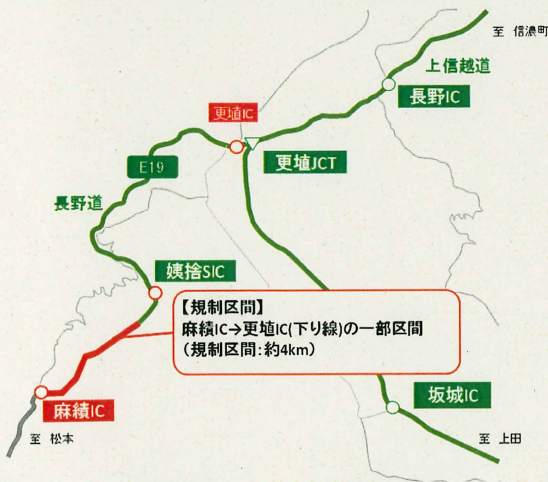 至 信濃町
上信越道
長野IC
更埴IC
更埴JCT
E19
長野道
姨捨SIC
【規制区間】
麻績IC→更埴IC(下り線)の一部区間
(規制区間:約4km)
麻績IC
坂城IC
至 松本
至 上田